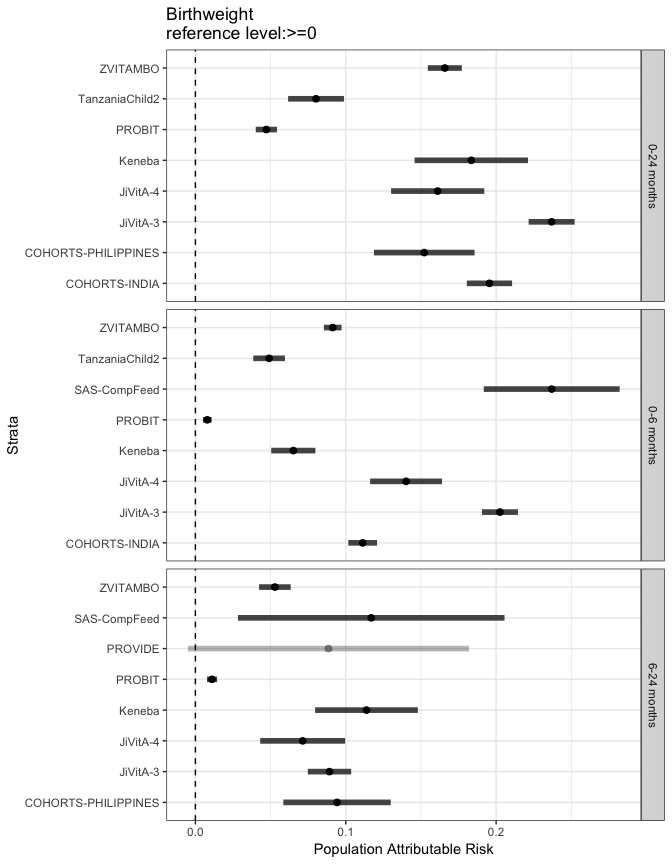 Birthweight
reference level:>=0
ZVITAMBO
TanzaniaChild2
PROBIT
Keneba
JiVitA-4
JiVitA-3
COHORTS-PHILIPPINES
COHORTS-INDIA
0-24 months
ZVITAMBO
TanzaniaChild2
SAS-CompFeed
PROBIT
Keneba
JiVitA-4
JiVitA-3
COHORTS-INDIA
0-6 months
Strata
ZVITAMBO
SAS-CompFeed
PROVIDE
PROBIT
Keneba
JiVitA-4
JiVitA-3
COHORTS-PHILIPPINES
6-24 months
0.0 0.1 0.2
Population Attributable Risk